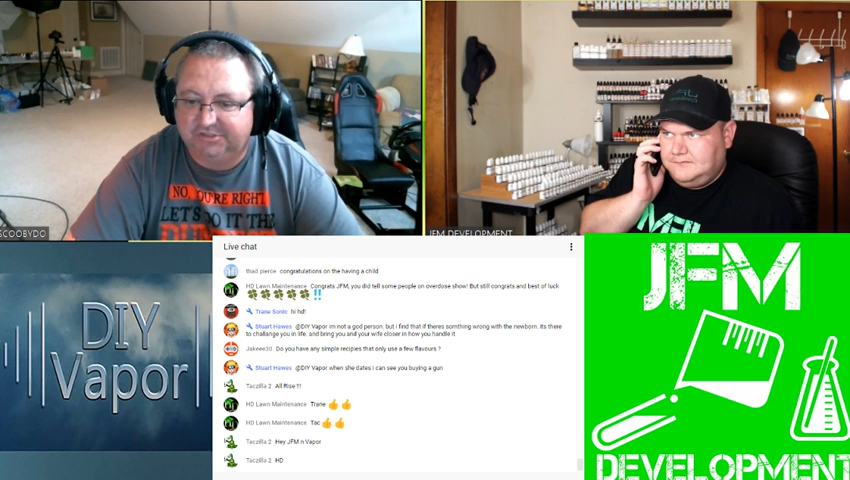 NO, YOU'RE RIGHT
LET'S DO IT THE
SCOOBYDO
JFM DEVELOPMENT
Live chat
thad pierce congratulations on the having a child
HD Lawn Maintenance Congrats JFM, you did tell some people on overdose show! But still congrats and best of luck
🍀🍀🍀🍀🍀‼️
Trane Sonic hi hd!
Stuart Hawes @DIY Vapor im not a god person. but i find that if theres somthing wrong with the newborn. its there
to challange you in life. and bring you and your wife closer in how you handle it
Jakeee30 Do you have any simple recipies that only use a few flavours ?
Stuart Hawes @DIY Vapor when she dates i can see you buying a gun
Taczilla 2 All Rise !!!
HD Lawn Maintenance Trane 👍👍
HD Lawn Maintenance Tac 👍👍
Taczilla 2 Hey JFM n Vapor
Taczilla 2 HD
DIY
Vapor
JFM
DEVELOPMENT